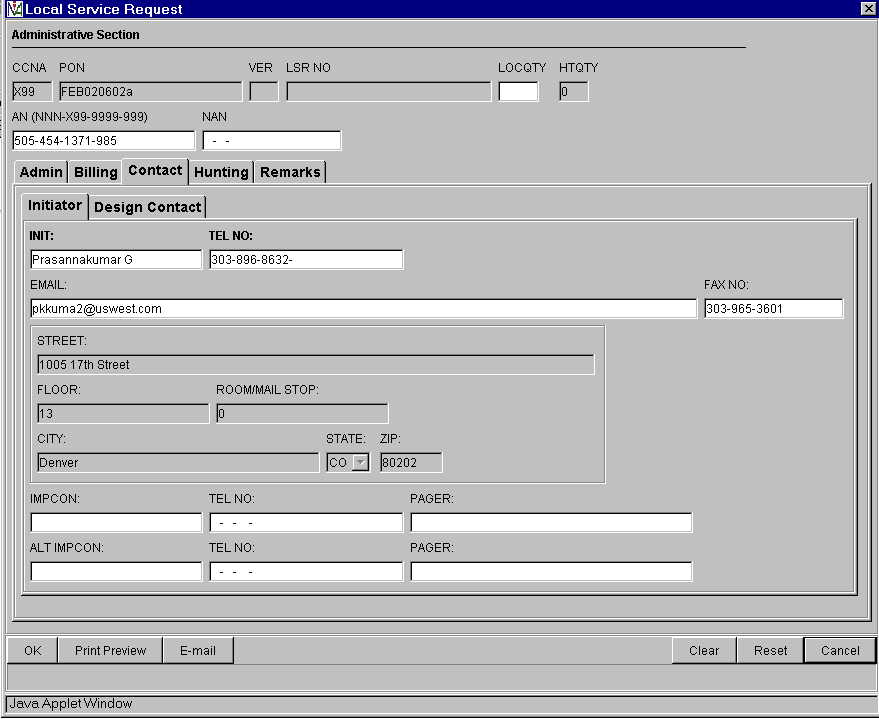 Local Service Request
Administrative Section
CCNA PON VER LSR NO LOCQTY HTQTY
X99 FEB020602a 0
AN (NNN-X99-9999-999) NAN
505-454-1371-985 - -
Admin Billing Contact Hunting Remarks
Initiator Design Contact
INIT: TEL NO:
Prasannakumar G 303-896-8632-
EMAIL: FAX NO:
pkkuma2@uswest.com 303-965-3601
STREET:
1005 17th Street
FLOOR: ROOM/MAIL STOP:
13 0
CITY: STATE: ZIP:
Denver CO 80202
IMPCON: TEL NO: PAGER:
- - -
ALT IMPCON: TEL NO: PAGER:
- - -
OK Print Preview E-mail Clear Reset Cancel
Java Applet Window